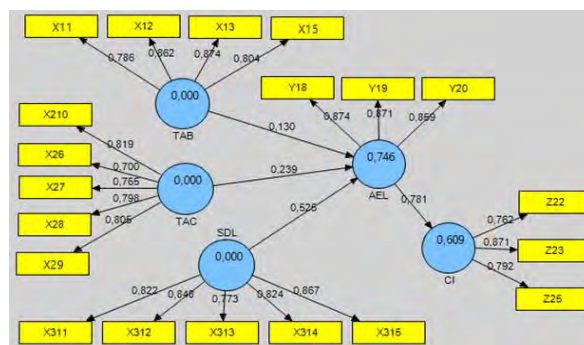 X11 X12 X13 X15
0,786 0,862 0,874 0,804
0,000
TAB
Y18 Y19 Y20
0,874 0,871 0,859
X210
X26
X27
X28
X29
0,819
0,700
0,765
0,798
0,805
0,000
TAC
0,130
0,239
0,526
0,746
AEL
0,781
SDL
0,000
0,609
CI
Z22
Z23
Z25
0,762
0,871
0,792
0,822 0,846 0,773 0,824 0,867
X311 X312 X313 X314 X315